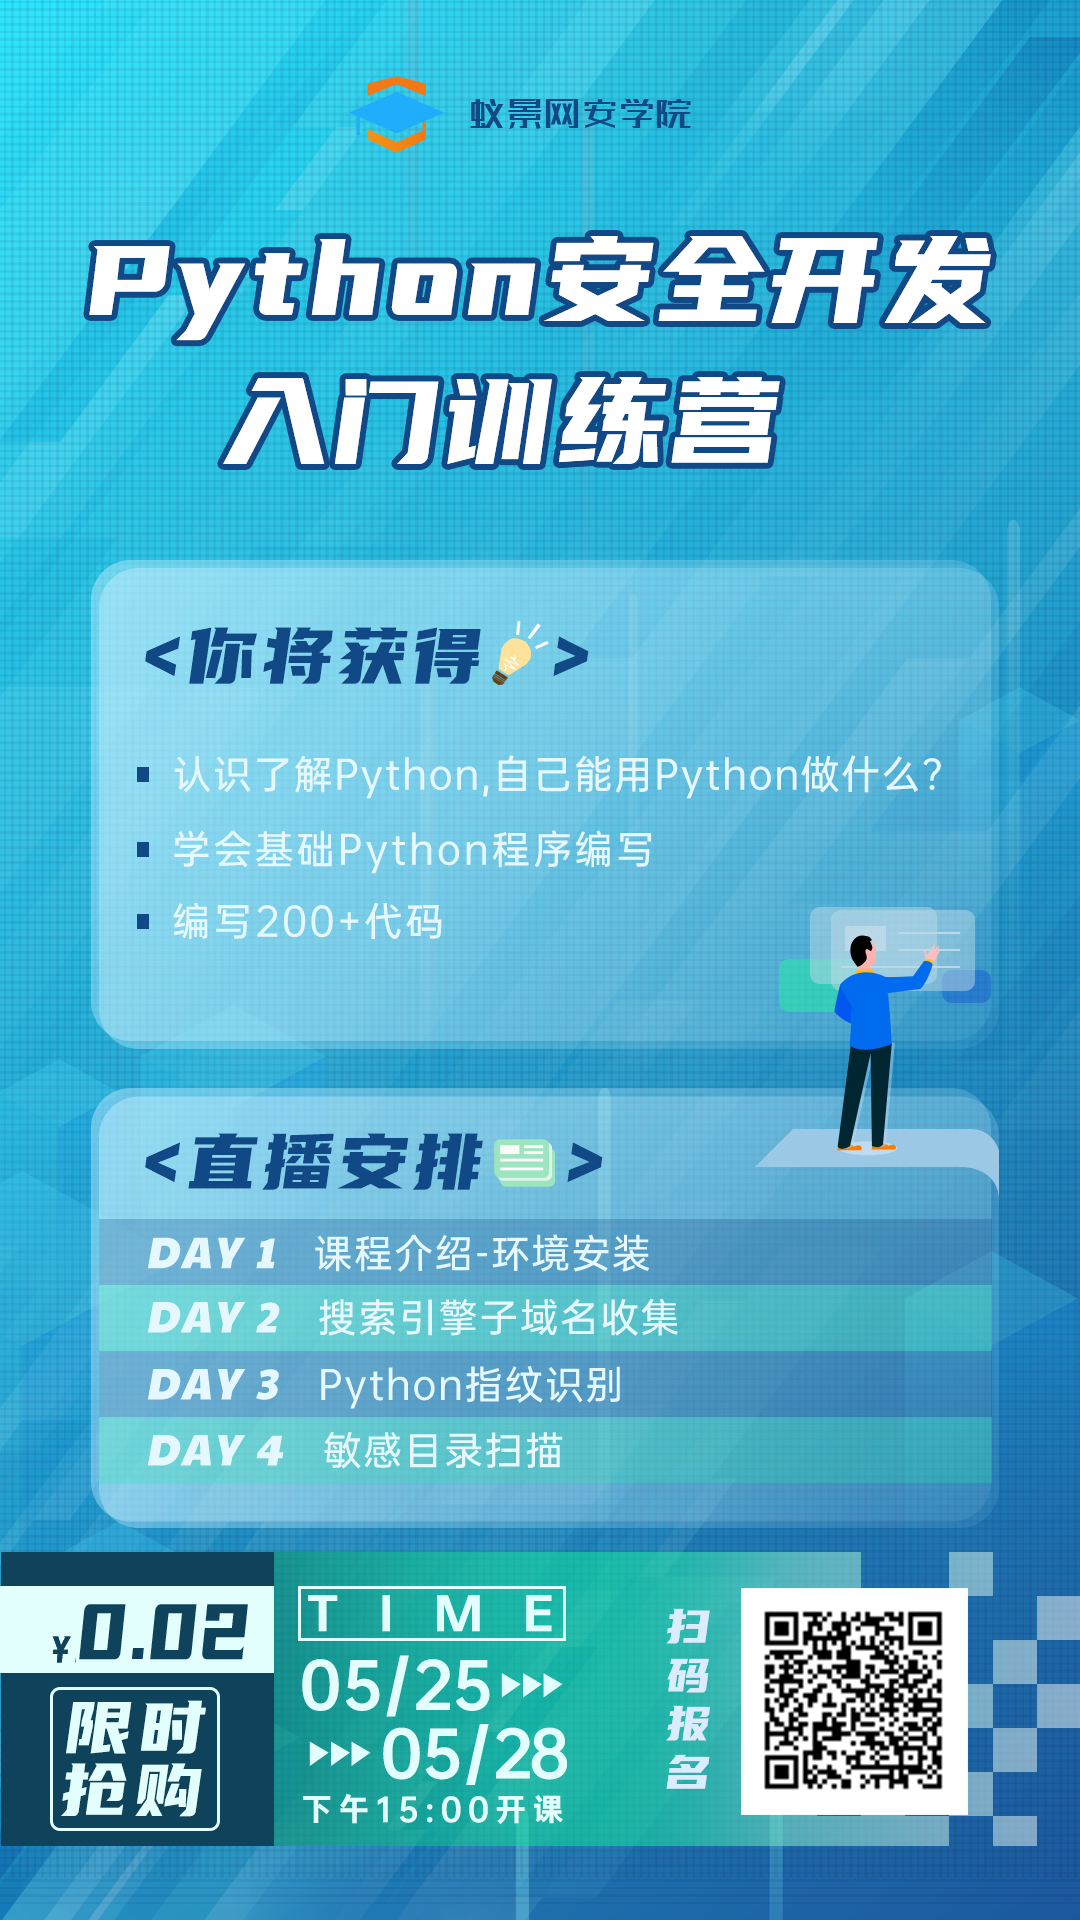 蚁景网安学院
Python安全开发
入门训练营
<你将获得>
认识了解Python,自己能用Python做什么?
学会基础Python程序编写
编写200+代码
<直播安排>
DAY 1 课程介绍-环境安装
DAY 2 搜索引擎子域名收集
DAY 3 Python指纹识别
DAY 4 敏感目录扫描
¥0.02
限时
抢购
TIME
05/25
05/28
下午15:00开课
扫码报名